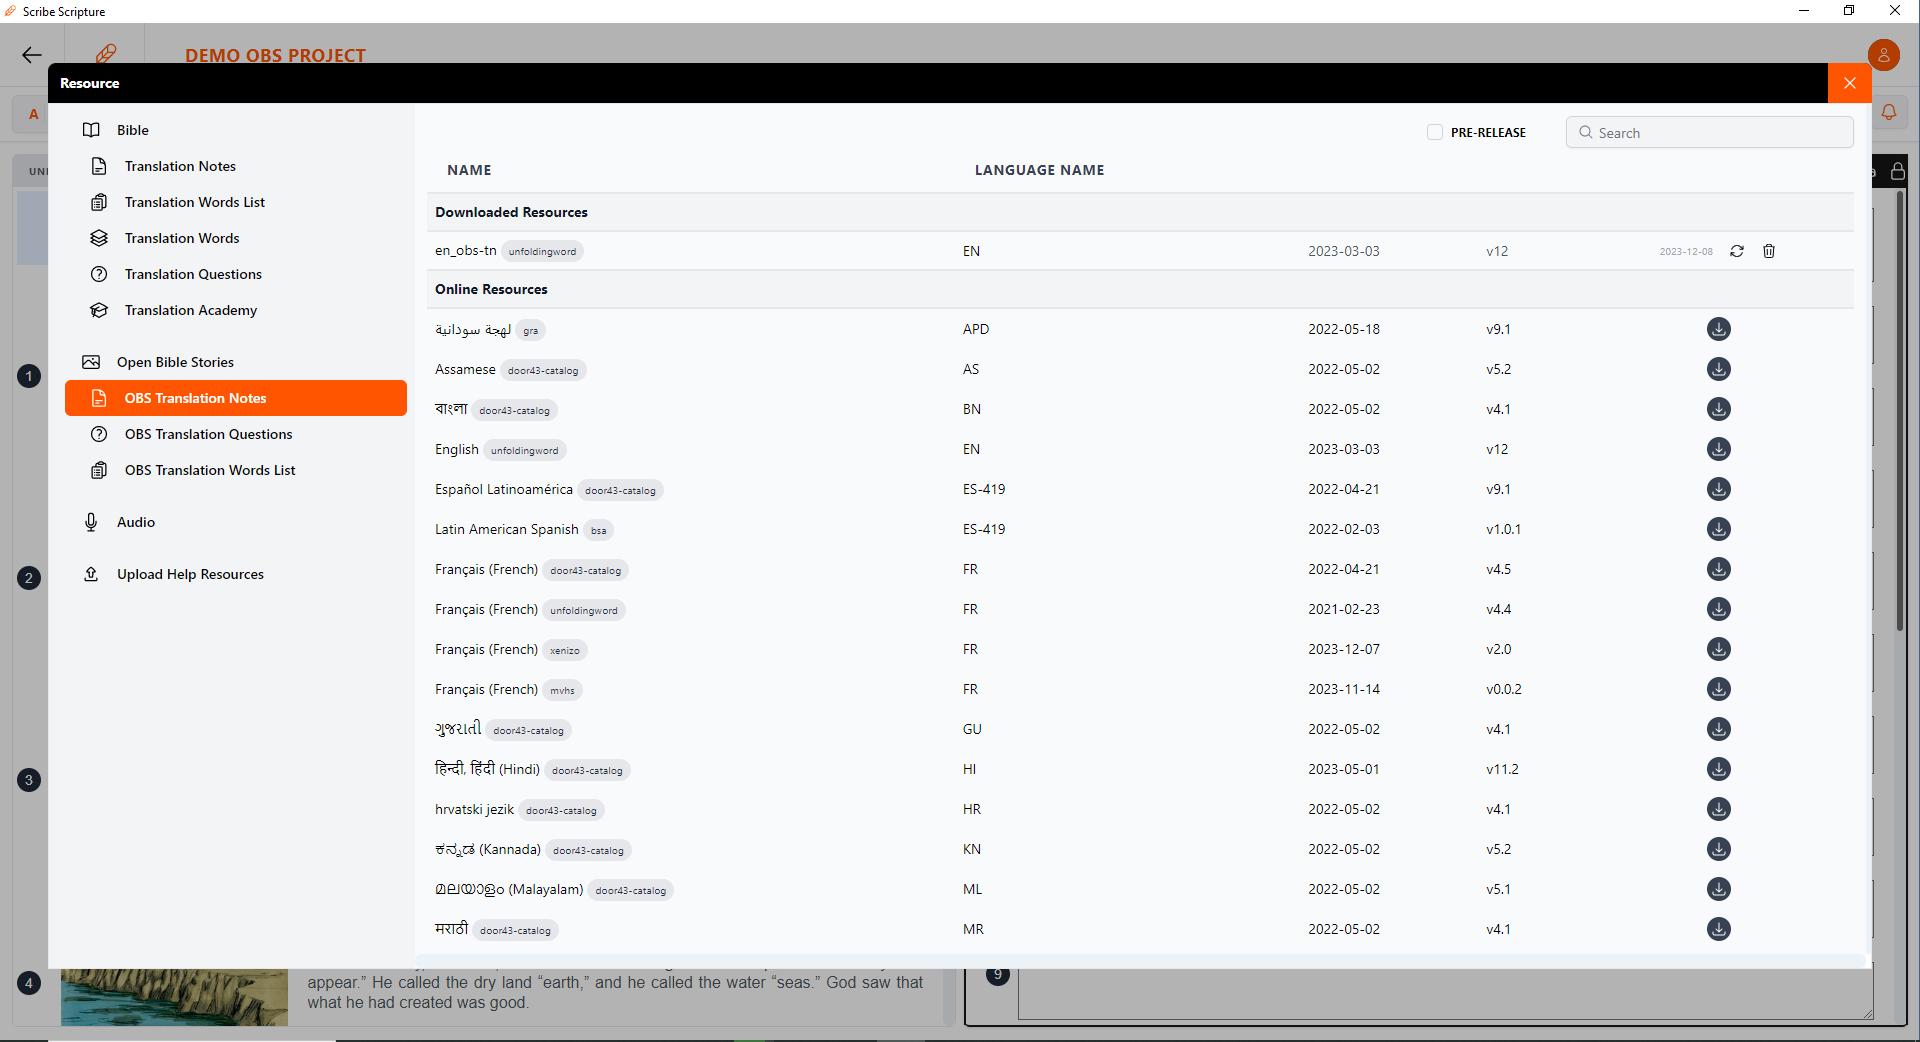 Scribe Scripture
DEMO OBS PROJECT
Resource
A
Bible
Translation Notes
Translation Words List
Translation Words
Translation Questions
Translation Academy
Open Bible Stories
OBS Translation Notes
OBS Translation Questions
OBS Translation Words List
Audio
Upload Help Resources
PRE-RELEASE
Search
NAME LANGUAGE NAME
Downloaded Resources
en_obs-tn unfoldingword EN 2023-03-03 v12 2023-12-08
Online Resources
لهجة سودانية gra APD 2022-05-18 v9.1
Assamese door43-catalog AS 2022-05-02 v5.2
বাংলা door43-catalog BN 2022-05-02 v4.1
English unfoldingword EN 2023-03-03 v12
Español Latinoamérica door43-catalog ES-419 2022-04-21 v9.1
Latin American Spanish bsa ES-419 2022-02-03 v1.0.1
Français (French) door43-catalog FR 2022-04-21 v4.5
Français (French) unfoldingword FR 2021-02-23 v4.4
Français (French) xenizo FR 2023-12-07 v2.0
Français (French) mvhs FR 2023-11-14 v0.0.2
ગુજરાતી door43-catalog GU 2022-05-02 v4.1
हिन्दी, हिंदी (Hindi) door43-catalog HI 2023-05-01 v11.2
hrvatski jezik door43-catalog HR 2022-05-02 v4.1
ಕನ್ನಡ (Kannada) door43-catalog KN 2022-05-02 v5.2
മലയാളം (Malayalam) door43-catalog ML 2022-05-02 v5.1
मराठी door43-catalog MR 2022-05-02 v4.1
1
2
3
4
appear.” He called the dry land “earth,” and he called the water “seas.” God saw that
what he had created was good.
9